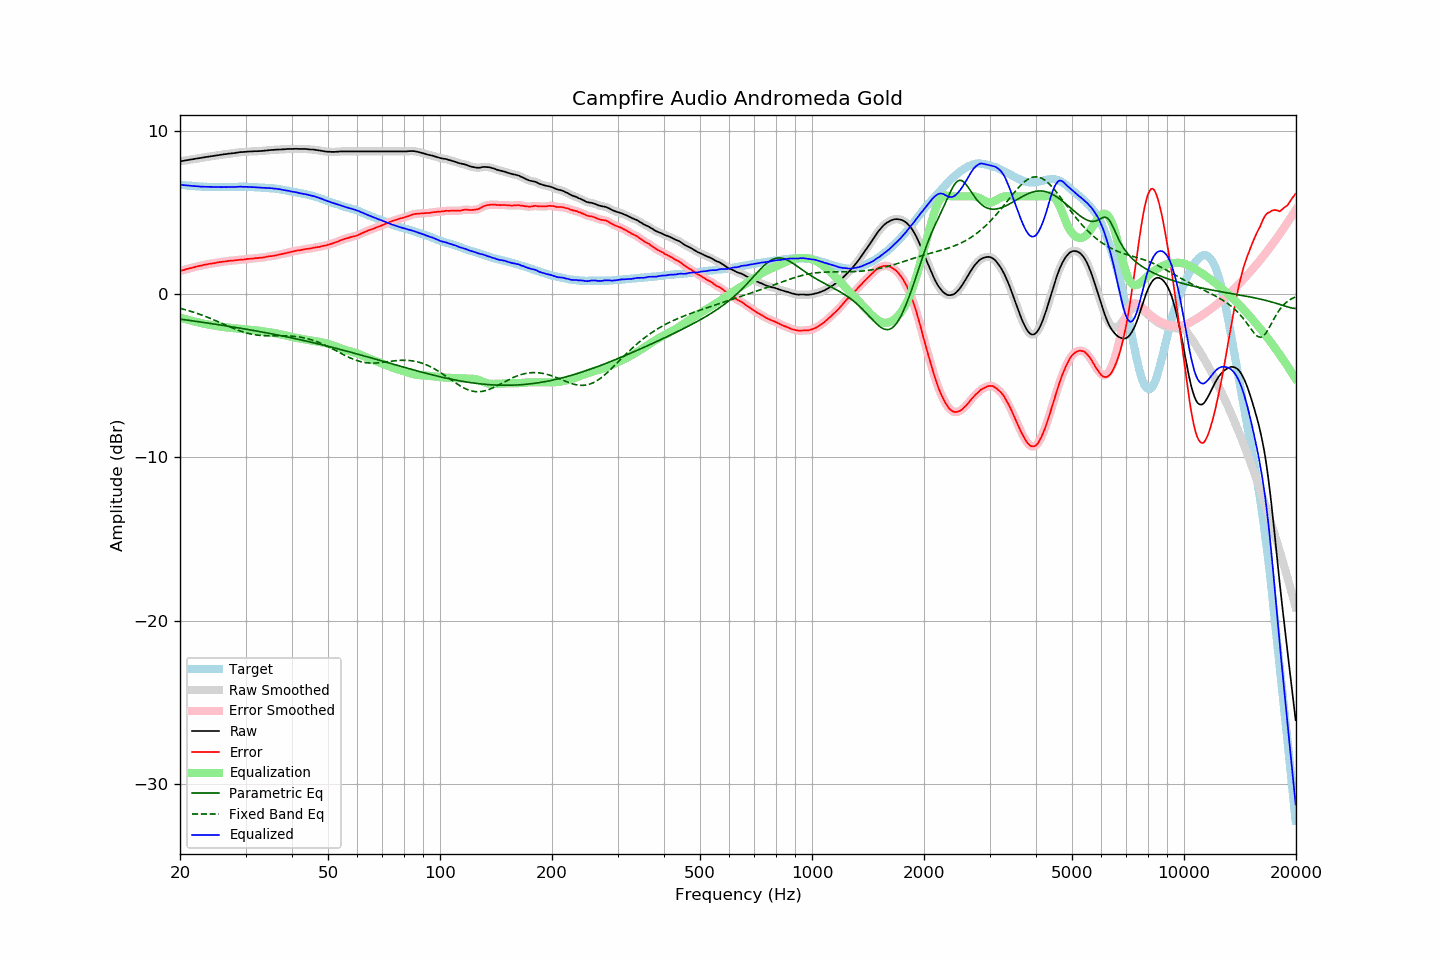 Campfire Audio Andromeda Gold
10
0
−10
−20
−30
Amplitude (dBr)
Target
Raw Smoothed
Error Smoothed
Raw
Error
Equalization
Parametric Eq
Fixed Band Eq
Equalized
20 50 100 200 500 1000 2000 5000 10000 20000
Frequency (Hz)